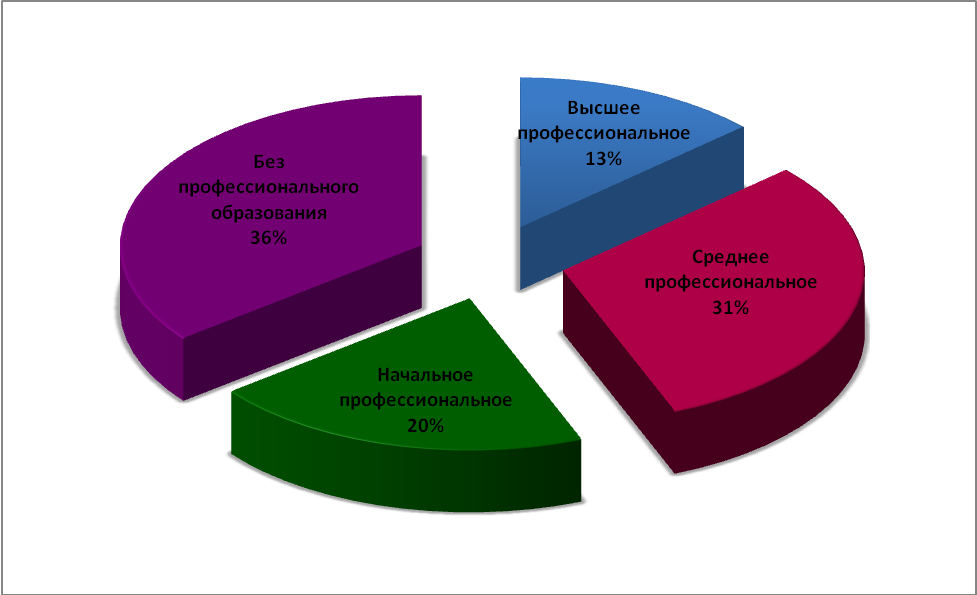 Высшее
профессиональное
13%
Без
профессионального
образования
36%
Среднее
профессиональное
31%
Начальное
профессиональное
20%